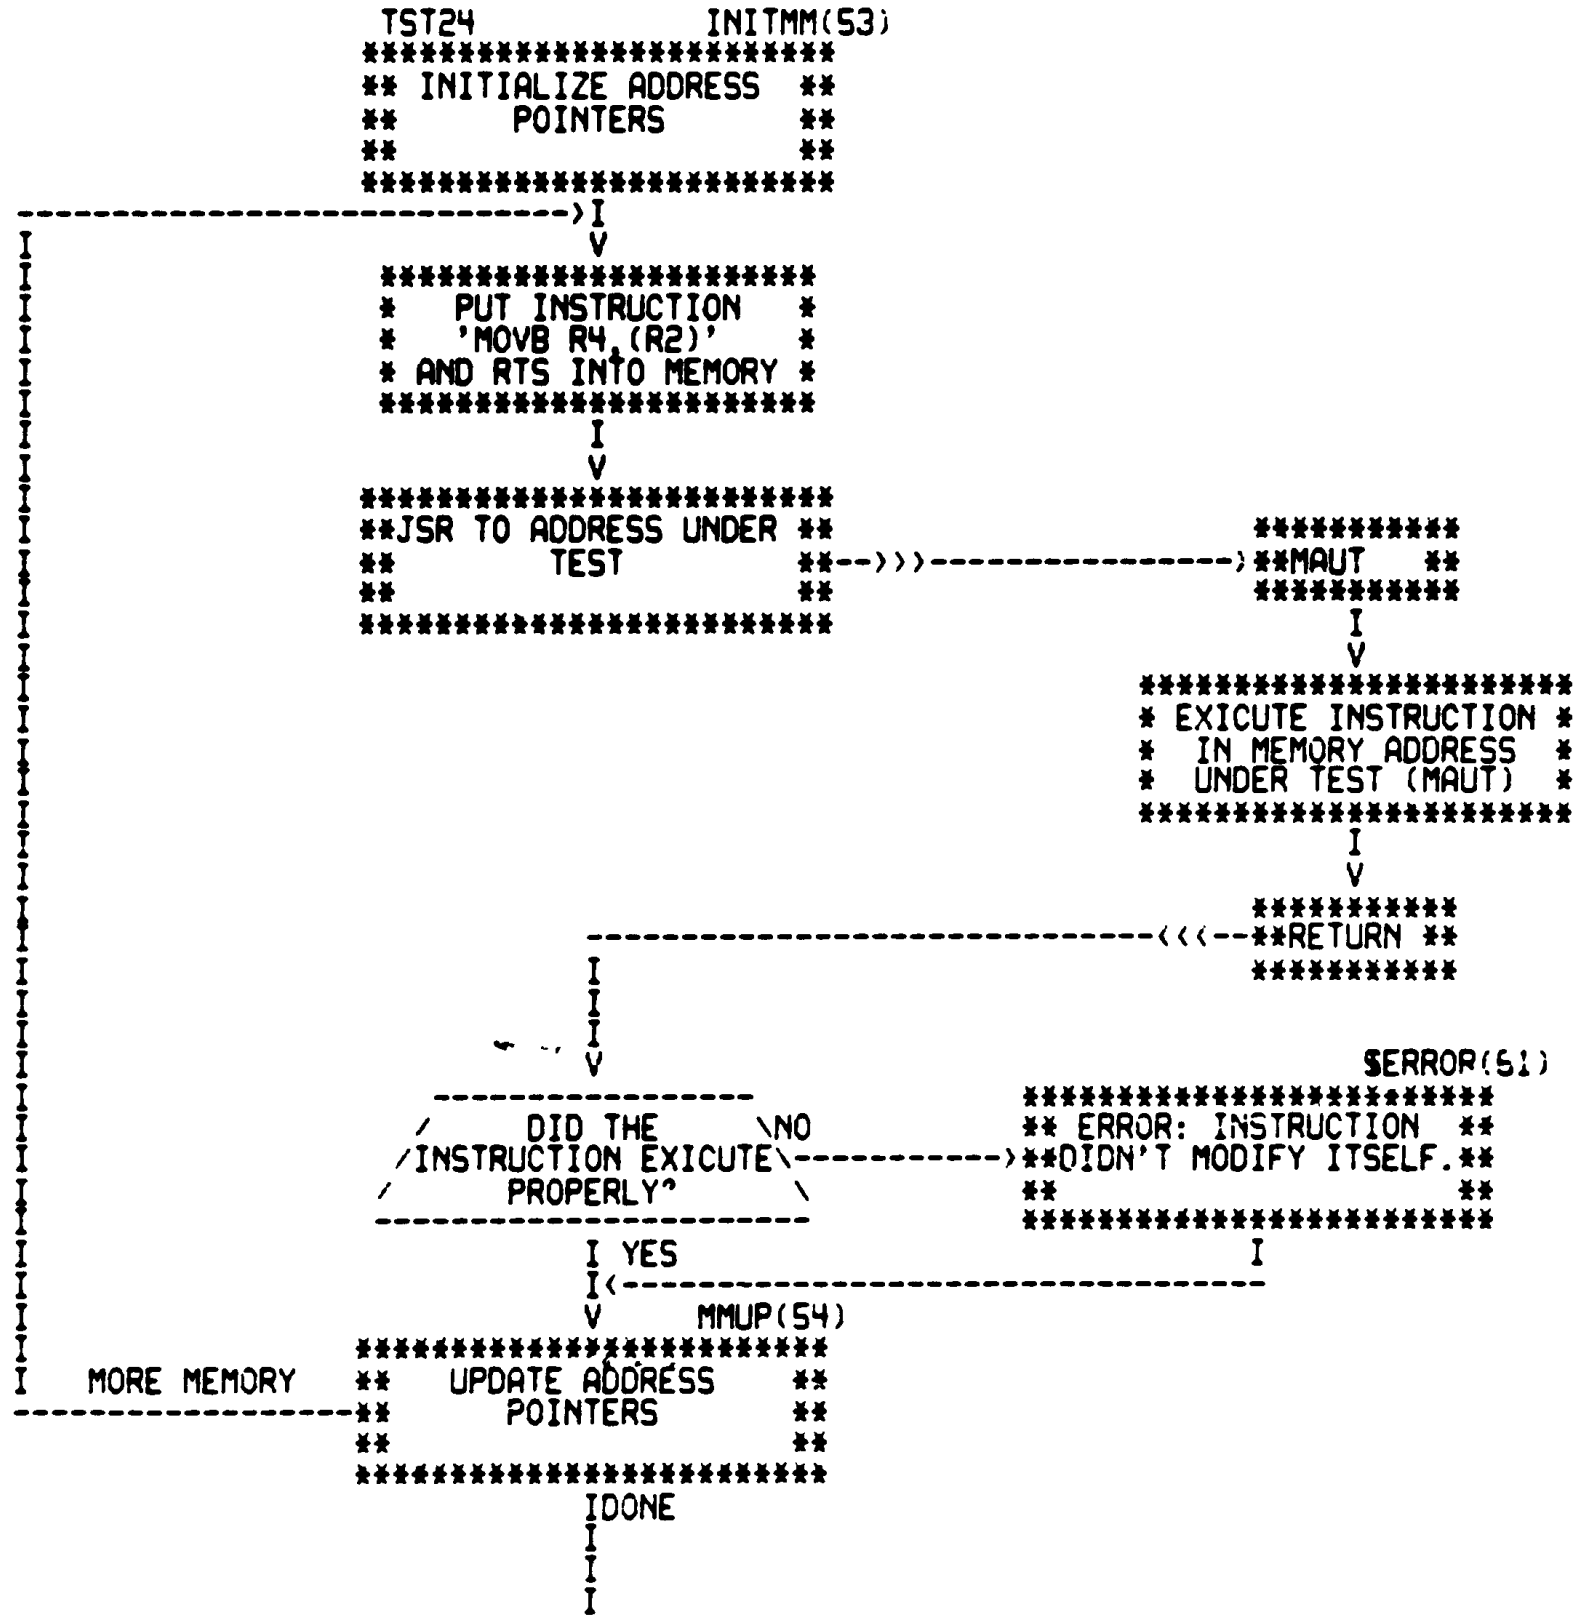 TST24 INITMM(53)
INITIALIZE ADDRESS
POINTERS
PUT INSTRUCTION
'MOVB R4,(R2)'
AND RTS INTO MEMORY
JSR TO ADDRESS UNDER
TEST
MAUT
EXICUTE INSTRUCTION
IN MEMORY ADDRESS
UNDER TEST (MAUT)
RETURN
$ERROR(51)
DID THE NO
INSTRUCTION EXICUTE
PROPERLY?
ERROR: INSTRUCTION
DIDN'T MODIFY ITSELF.
YES
MMUP(54)
MORE MEMORY
UPDATE ADDRESS
POINTERS
DONE